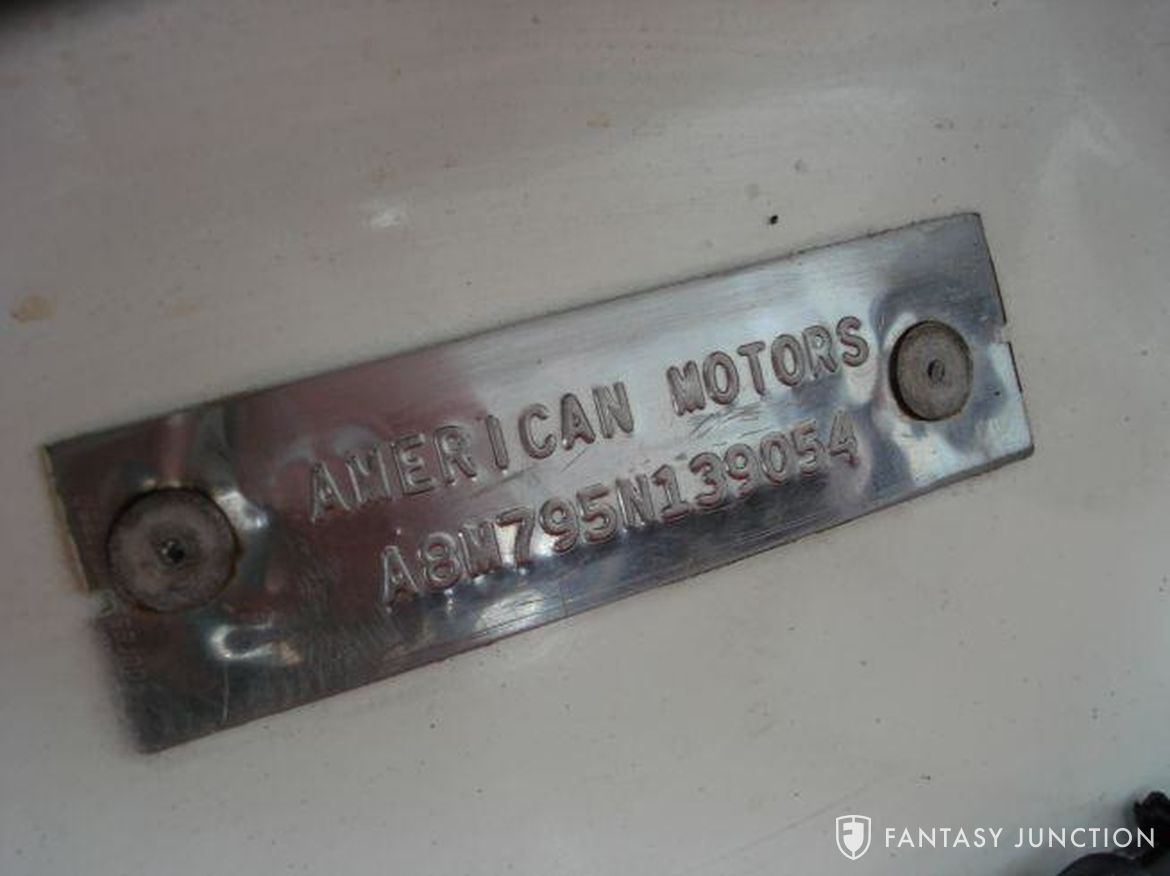 AMERICAN MOTORS
A8M795N139054
FANTASY JUNCTION